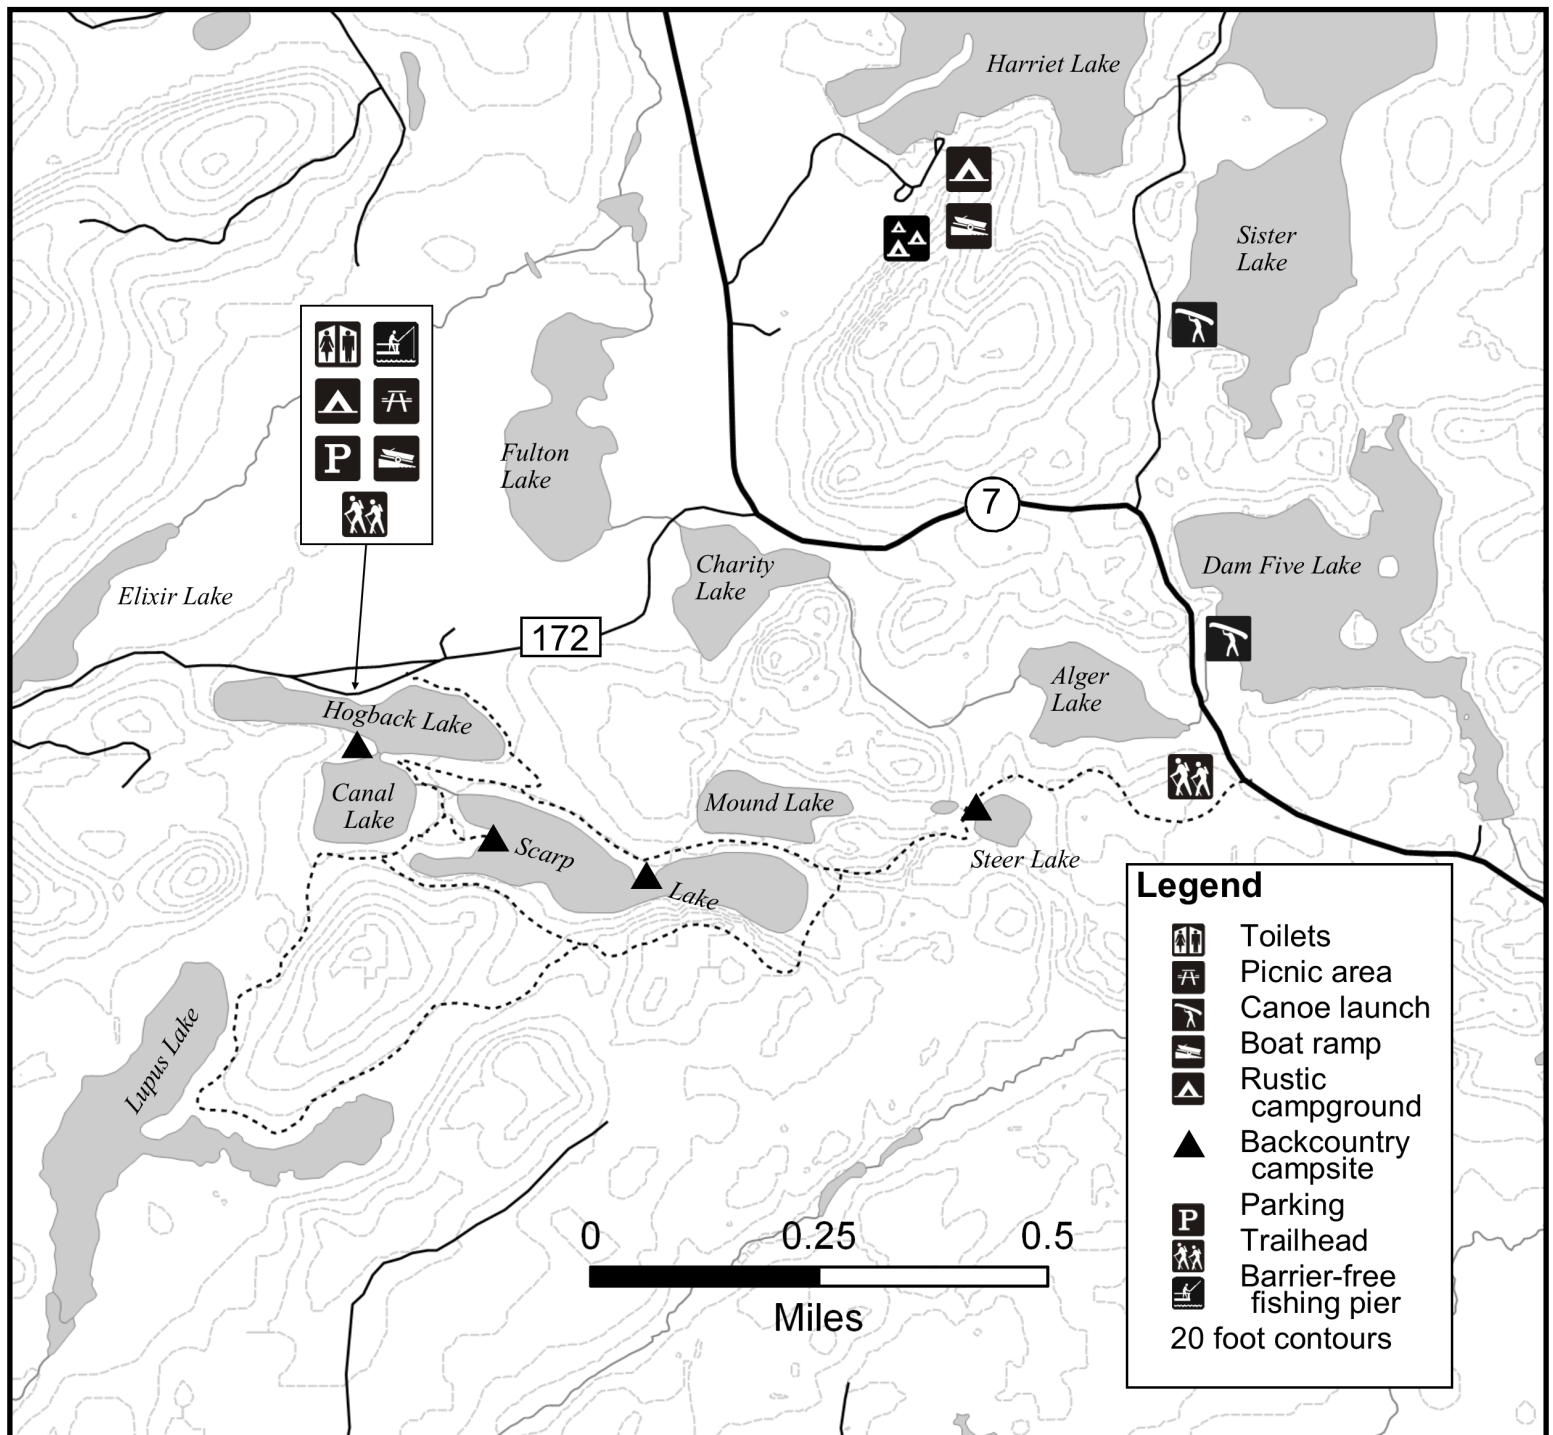 Harriet Lake
Sister
Lake
Fulton
Lake
7
Charity
Lake
Dam Five Lake
Elixir Lake
172
P
Alger
Lake
Hogback Lake
Canal
Lake
Mound Lake
Scarp
Lake
Steer Lake
Lupus Lake
Legend
Toilets
Picnic area
Canoe launch
Boat ramp
Rustic
campground
Backcountry
campsite
P
Parking
Trailhead
Barrier-free
fishing pier
20 foot contours
0 0.25 0.5
Miles